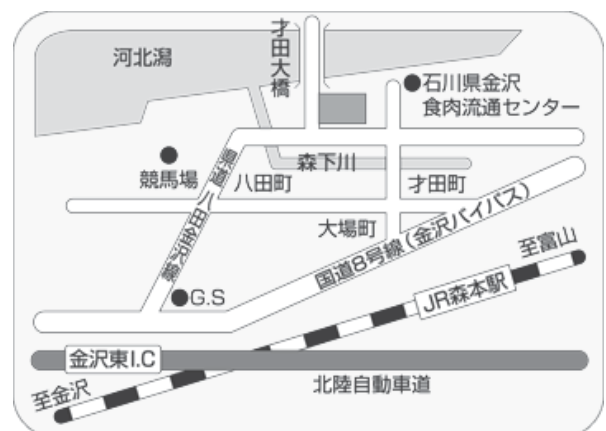 河北潟
才田大橋
石川県金沢
食肉流通センター
競馬場
県道 八田金沢線
八田町
森下川
才田町
大場町
国道8号線(金沢バイパス)
至富山
G.S
JR森本駅
金沢東I.C
至金沢
北陸自動車道